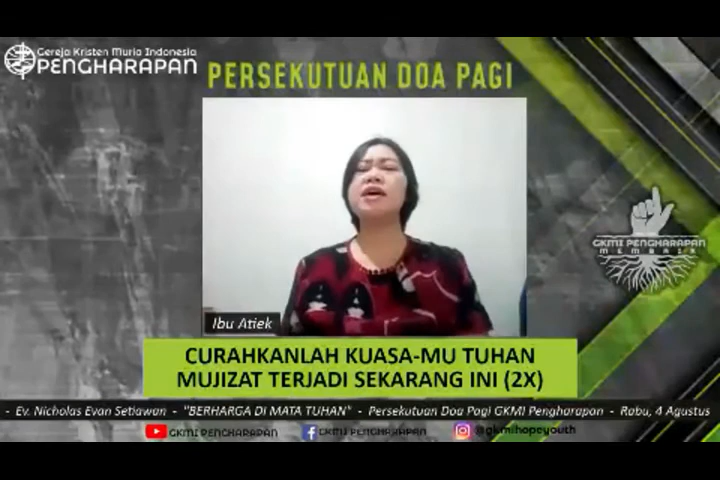 Gereja Kristen Muria Indonesia
PENGHARAPAN
PERSEKUTUAN DOA PAGI
GKMI PENGHARAPAN
Ibu Atiek
CURAHKANLAH KUASA-MU TUHAN
MUJIZAT TERJADI SEKARANG INI (2X)
- Ev. Nicholas Evan Setiawan - "BERHARGA DI MATA TUHAN" - Persekutuan Doa Pagi GKMI Pengharapan - Rabu, 4 Agustus
GKMI PENGHARAPAN GKMI PENGHARAPAN @gkmihopeyouth